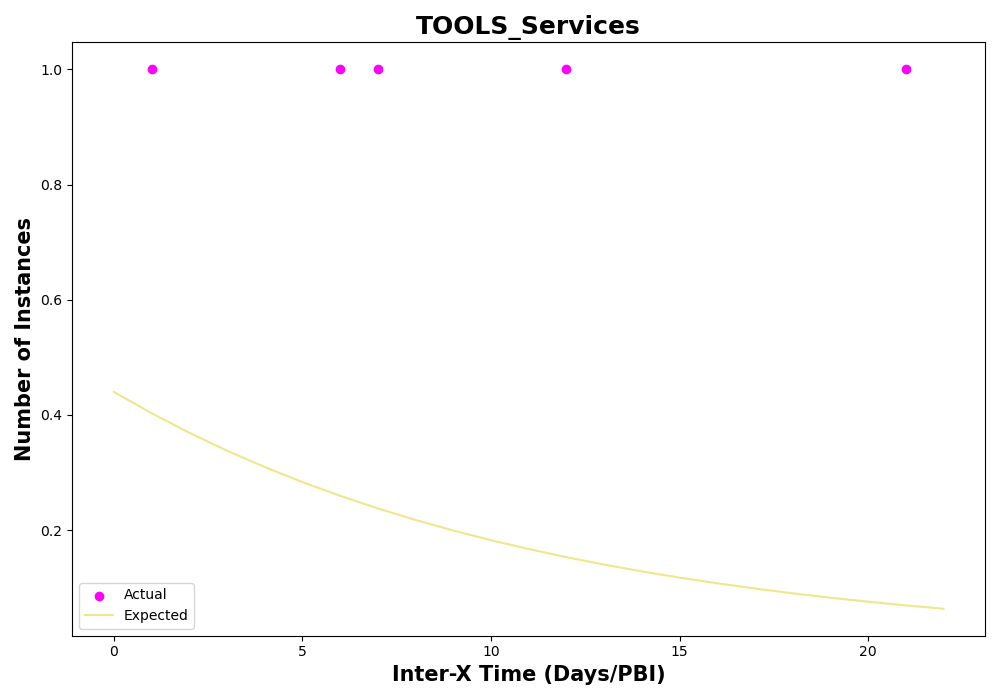 TOOLS_Services
Number of Instances
1.0
0.8
0.6
0.4
0.2
Actual
Expected
0
5
10
15
20
Inter-X Time (Days/PBI)